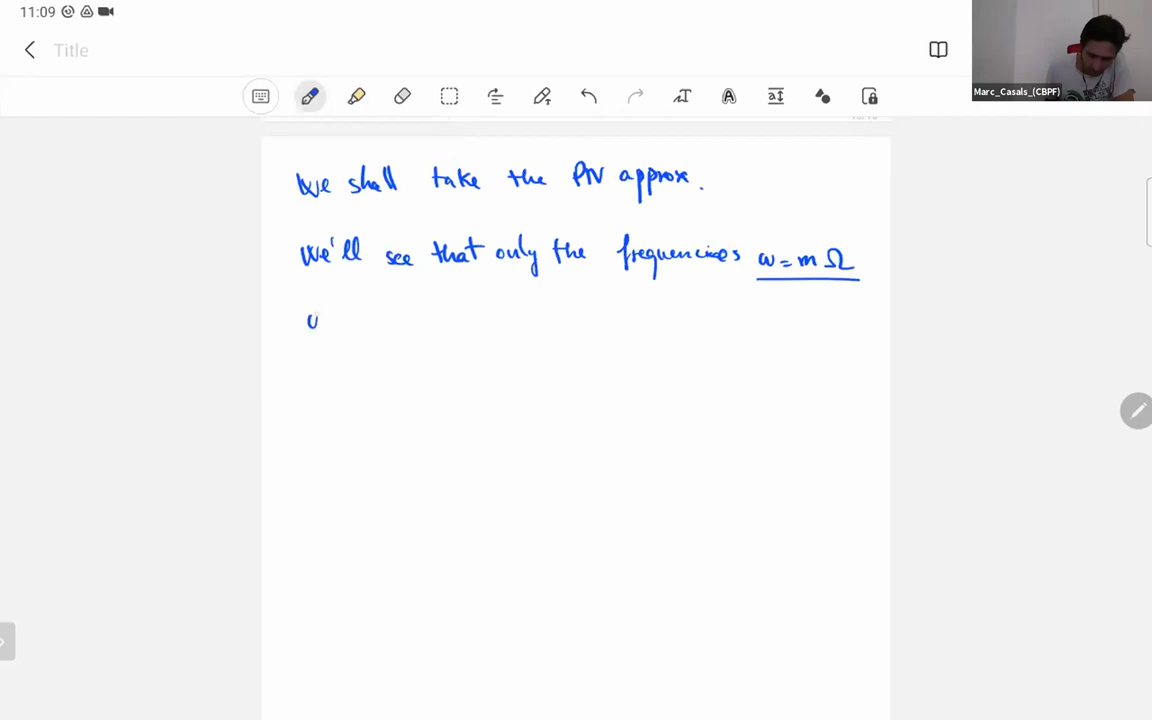 11:09
Title
Marc_Casals_(CBPF)
We shall take the PN approx.
We'll see that only the frequencies ω = m Ω